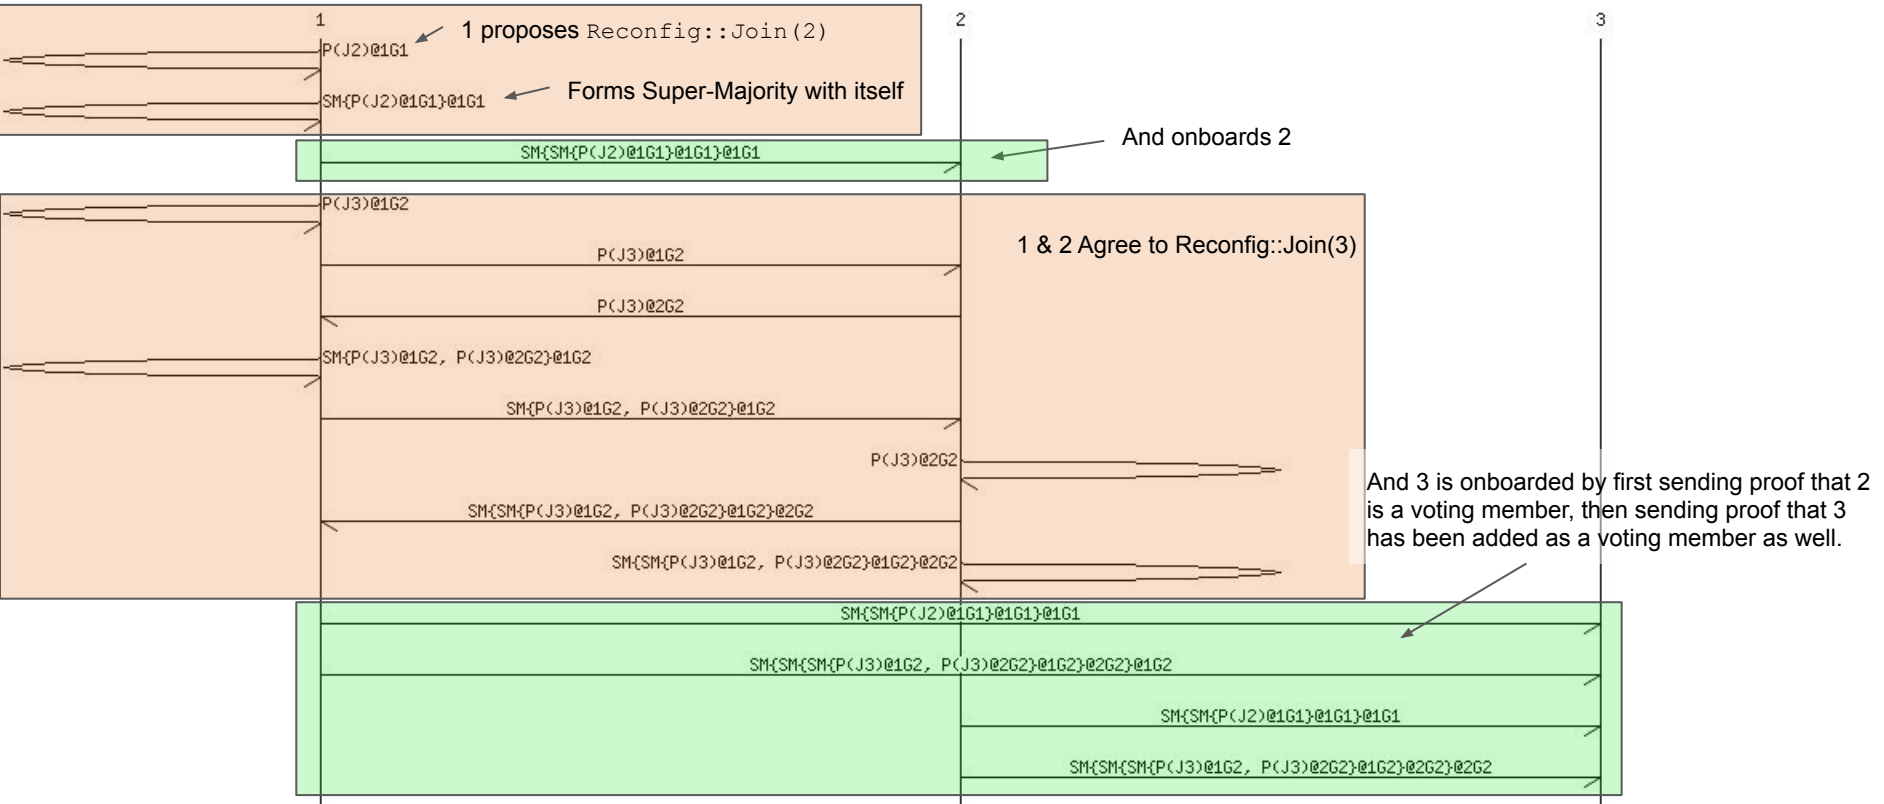 1
2
3
1 proposes Reconfig::Join(2)
P(J2)@1G1
Forms Super-Majority with itself
SM{P(J2)@1G1}@1G1
And onboards 2
SM{SM{P(J2)@1G1}@1G1}@1G1
P(J3)@1G2
1 & 2 Agree to Reconfig::Join(3)
P(J3)@1G2
P(J3)@2G2
SM{P(J3)@1G2, P(J3)@2G2}@1G2
SM{P(J3)@1G2, P(J3)@2G2}@1G2
P(J3)@2G2
And 3 is onboarded by first sending proof that 2
is a voting member, then sending proof that 3
has been added as a voting member as well.
SM{SM{P(J3)@1G2, P(J3)@2G2}@1G2}@2G2
SM{SM{P(J3)@1G2, P(J3)@2G2}@1G2}@2G2
SM{SM{P(J2)@1G1}@1G1}@1G1
SM{SM{SM{P(J3)@1G2, P(J3)@2G2}@1G2}@2G2}@1G2
SM{SM{P(J2)@1G1}@1G1}@1G1
SM{SM{SM{P(J3)@1G2, P(J3)@2G2}@1G2}@2G2}@2G2